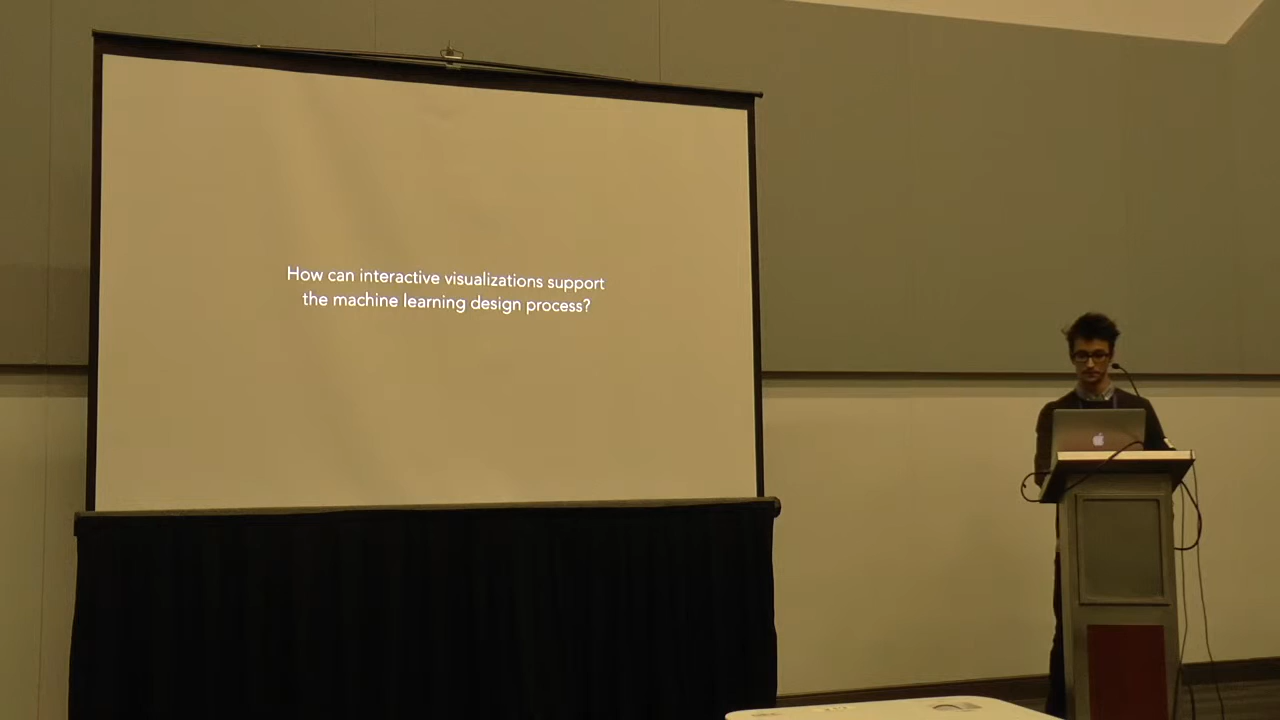 How can interactive visualizations support
the machine learning design process?